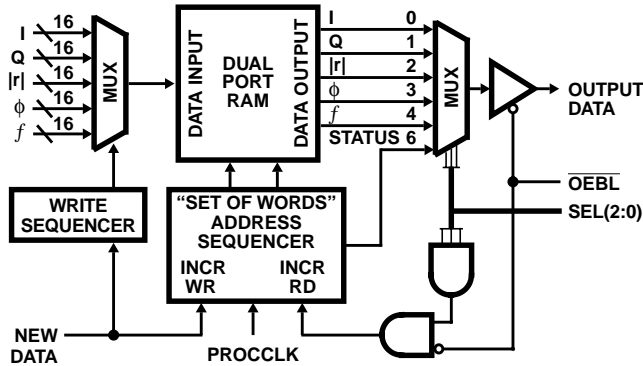 I 16
Q 16
|r| 16
ϕ 16
f 16
MUX
DATA INPUT
DUAL
PORT
RAM
DATA OUTPUT
I 0
Q 1
|r| 2
ϕ 3
f 4
STATUS 6
MUX
OUTPUT
DATA
OEBL
SEL(2:0)
WRITE
SEQUENCER
“SET OF WORDS”
ADDRESS
SEQUENCER
INCR
WR
INCR
RD
NEW
DATA
PROCCLK